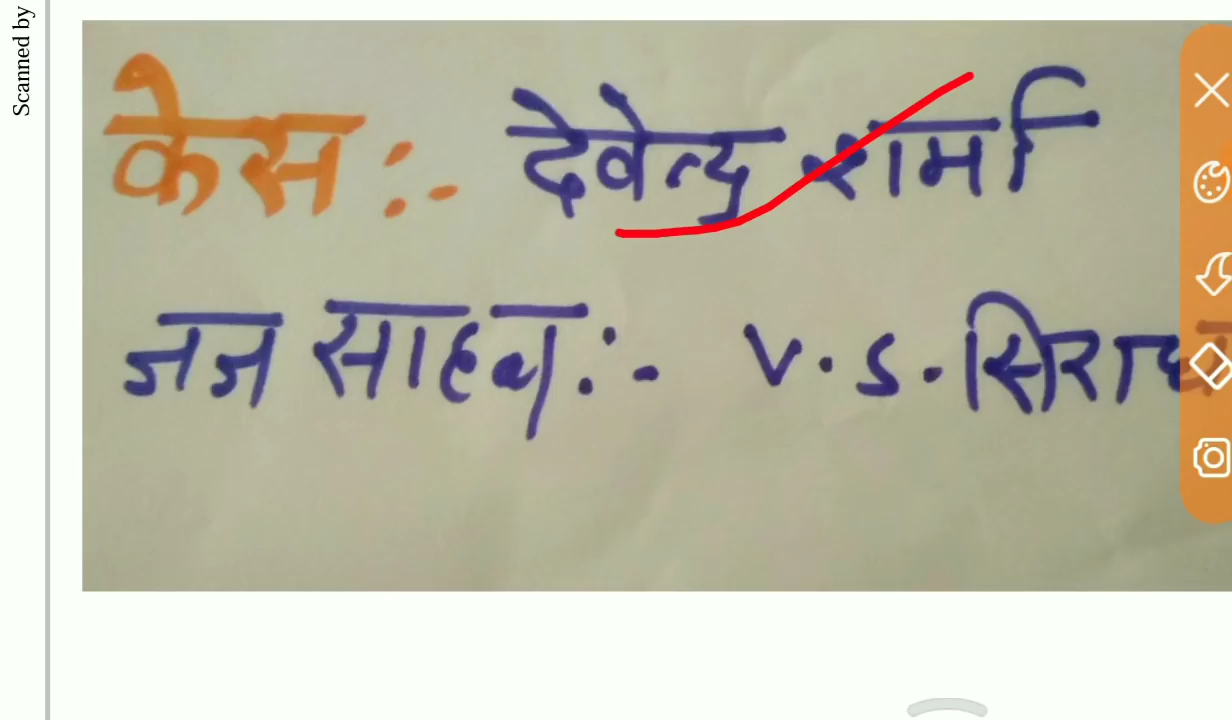 Scanned by
केस :- देवेन्द्र शर्मा
जज साहब :- V.S.